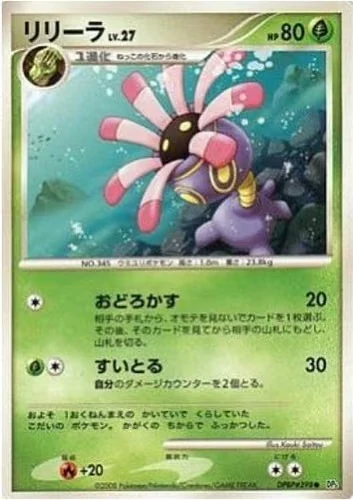 リリーラ LV.27 HP 80
1進化 ねっこの化石から進化
NO.345 ウミユリポケモン 高さ：1.0m 重さ：23.8kg
おどろかす 20
相手の手札から、オモテを見ないでカードを1枚選ぶ。
その後、そのカードを見てから相手の山札にもどし、
山札を切る。
すいとる 30
自分のダメージカウンターを2個とる。
およそ 1おくねんまえの かいていで くらしていた
こだいの ポケモン。かがくの ちからで ふっかつした。
弱点 抵抗力 にげる
+20
Illus. Kouki Saitou
©2008 Pokémon/Nintendo/Creatures/GAME FREAK.
DPBP#298